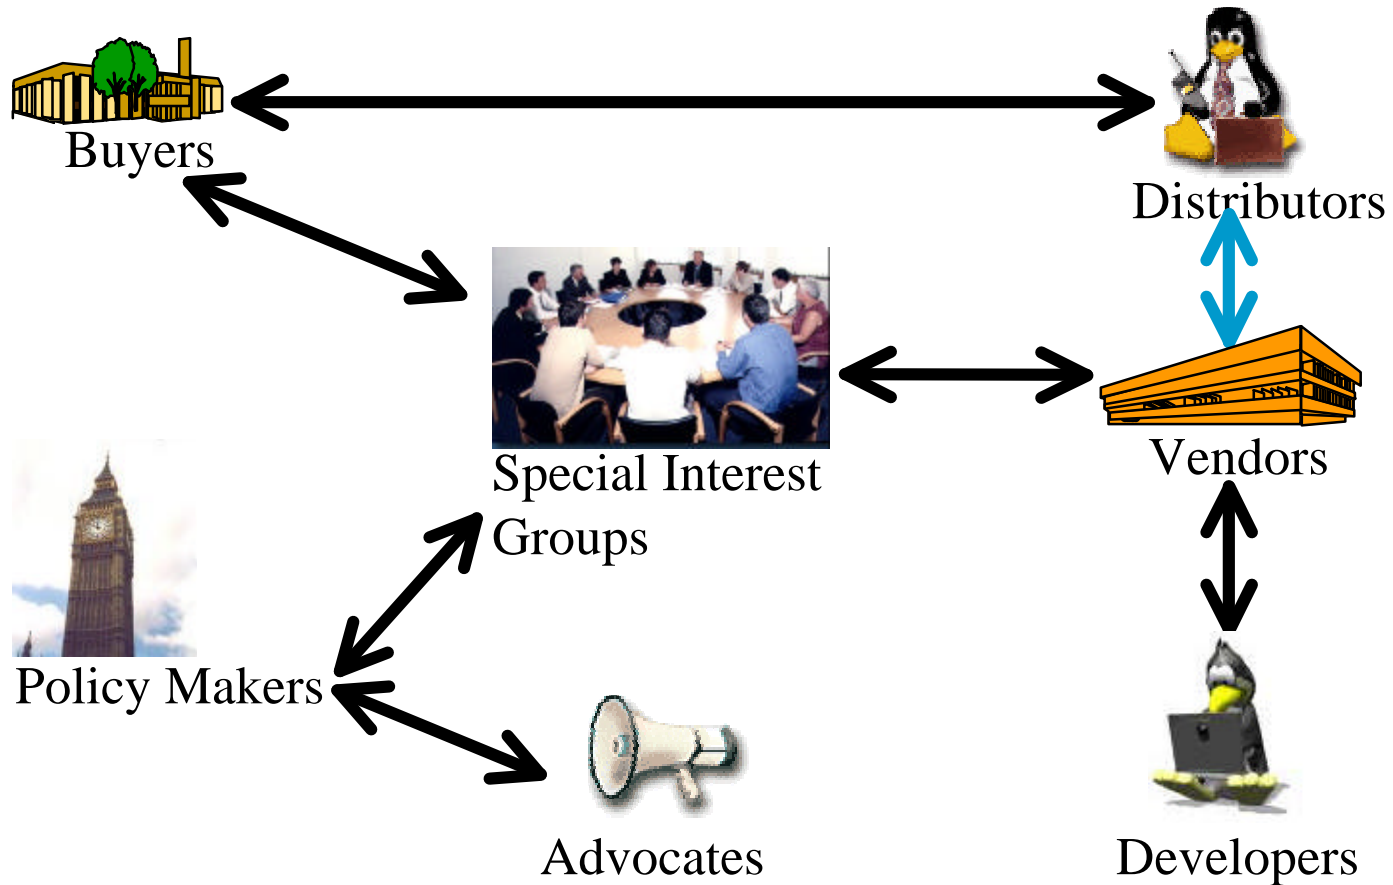 Buyers
Distributors
Special Interest
Groups
Vendors
Policy Makers
Advocates
Developers